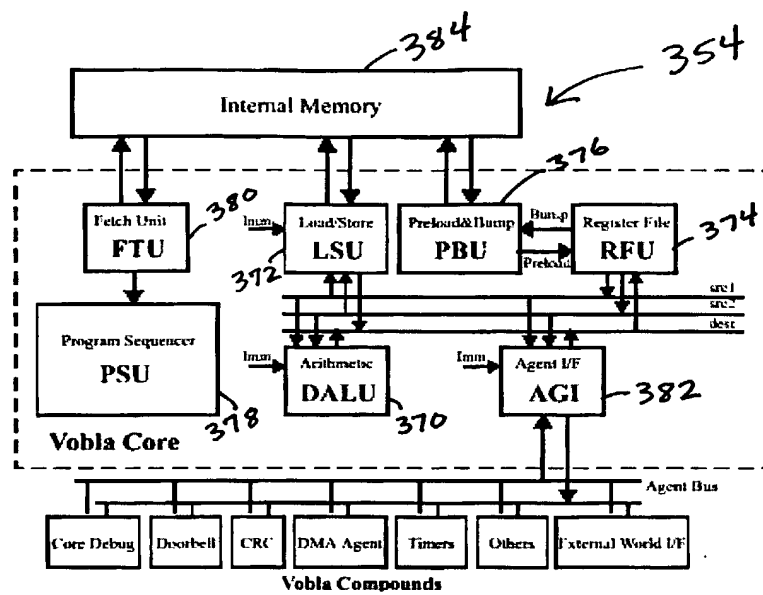 384
354
Internal Memory
376
Fetch Unit
FTU
380
Imm
Load/Store
LSU
372
Preload&Bump
PBU
Bump
Preload
Register File
RFU
374
src1
src2
dest
Program Sequencer
PSU
378
Imm
Arithmetic
DALU
370
Imm
Agent I/F
AGI
382
Vobla Core
Agent Bus
Core Debug
Doorbell
CRC
DMA Agent
Timers
Others
External World I/F
Vobla Compounds